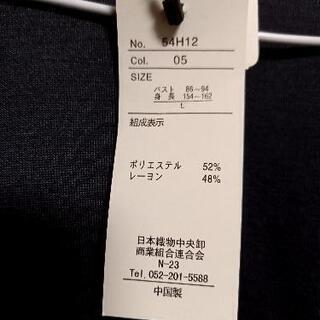 No. 54H12
Col. 05
SIZE
バスト 86～94
身 長 154～162
L
組成表示
ポリエステル 52%
レーヨン 48%
日本織物中央卸
商業組合連合会
N-23
Tel. 052-201-5588
中国製